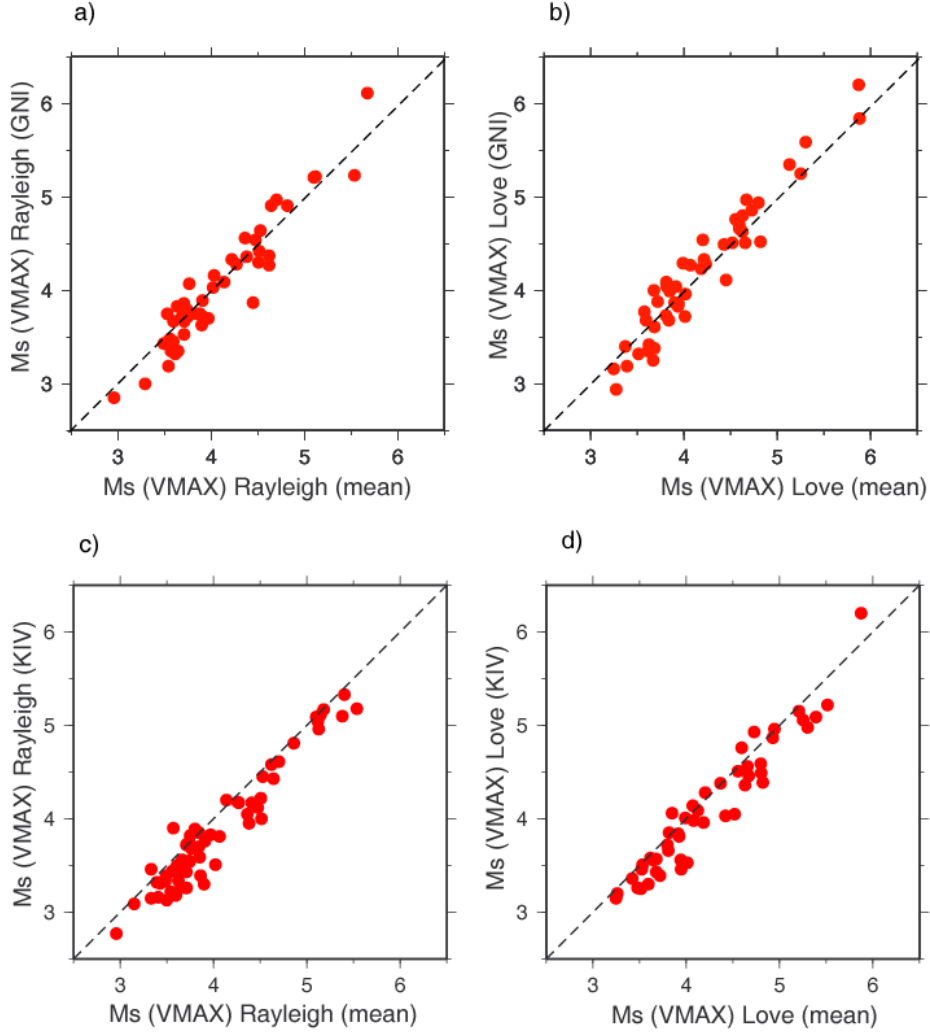 a)
Ms (VMAX) Rayleigh (GNI)
6
5
4
3
3 4 5 6
Ms (VMAX) Rayleigh (mean)
b)
Ms (VMAX) Love (GNI)
6
5
4
3
3 4 5 6
Ms (VMAX) Love (mean)
c)
Ms (VMAX) Rayleigh (KIV)
6
5
4
3
3 4 5 6
Ms (VMAX) Rayleigh (mean)
d)
Ms (VMAX) Love (KIV)
6
5
4
3
3 4 5 6
Ms (VMAX) Love (mean)